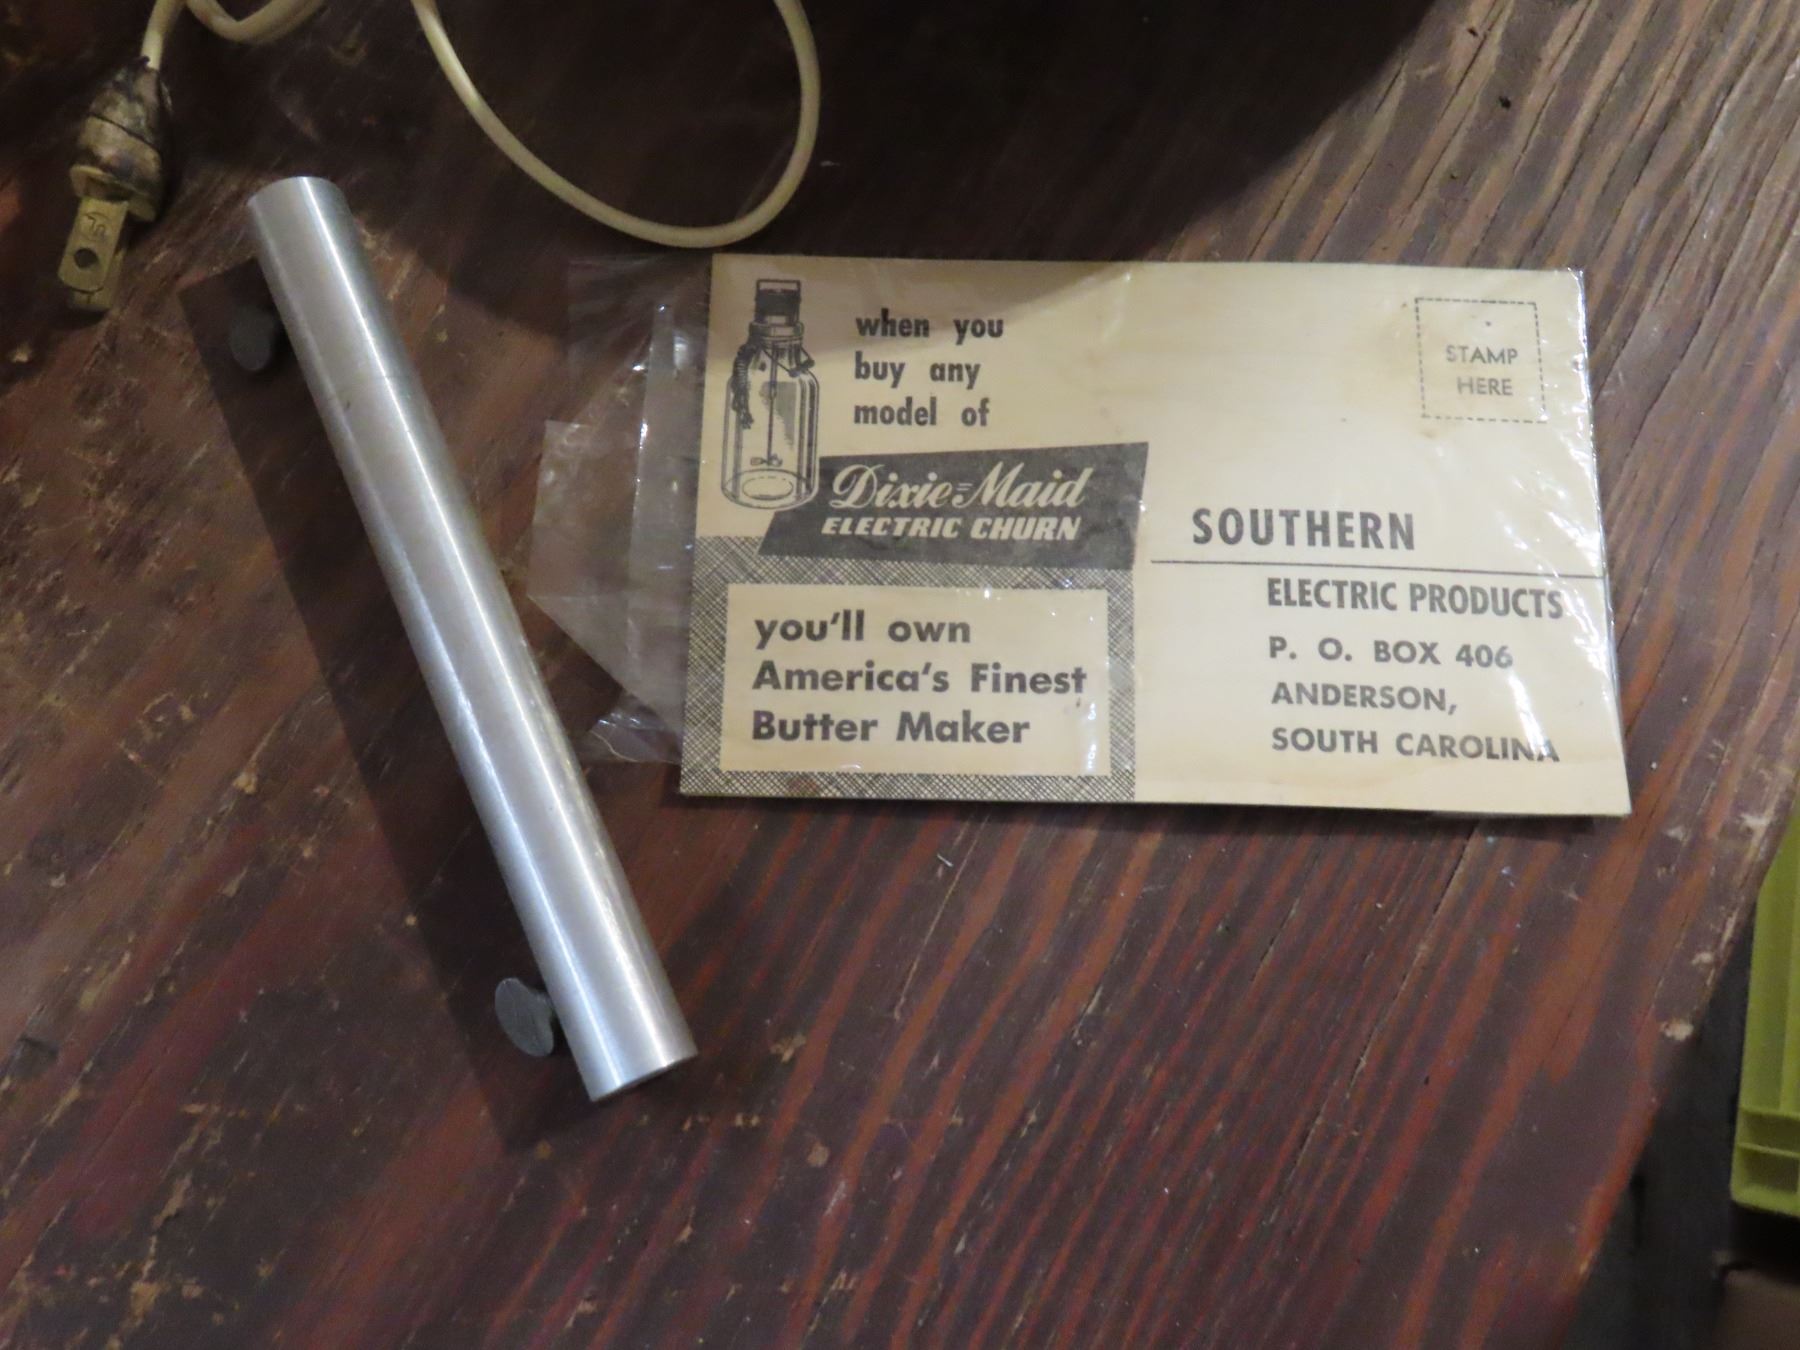 when you
buy any
model of
Dixie-Maid
ELECTRIC CHURN
you'll own
America's Finest
Butter Maker
STAMP
HERE
SOUTHERN
ELECTRIC PRODUCTS
P. O. BOX 406
ANDERSON,
SOUTH CAROLINA